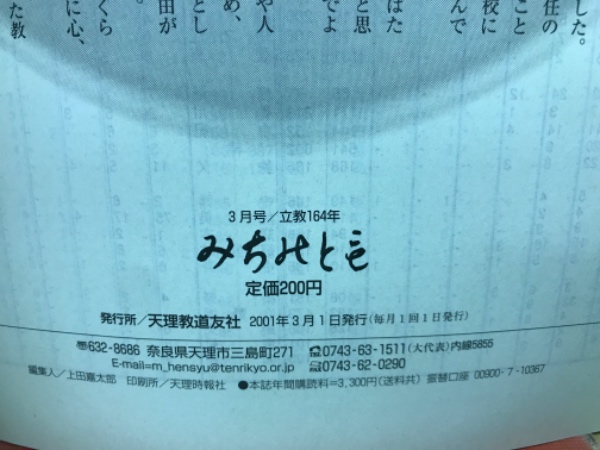 した。
任の
こと
校に
んで
はた
と思
でよ
や人
め、
とし
田が
くら
に心、
た教
3月号/立教164年
みちのとも
定価200円
発行所/天理教道友社 2001年3月1日発行(毎月1回1日発行)
〒632-8686 奈良県天理市三島町271 ☎0743-63-1511(大代表)内線5855
E-mail=m_hensyu@tenrikyo.or.jp 0743-62-0290
編集人/上田嘉太郎 印刷所/天理時報社 ●本誌年間購読料=3,300円(送料共) 振替口座 00900-7-10367